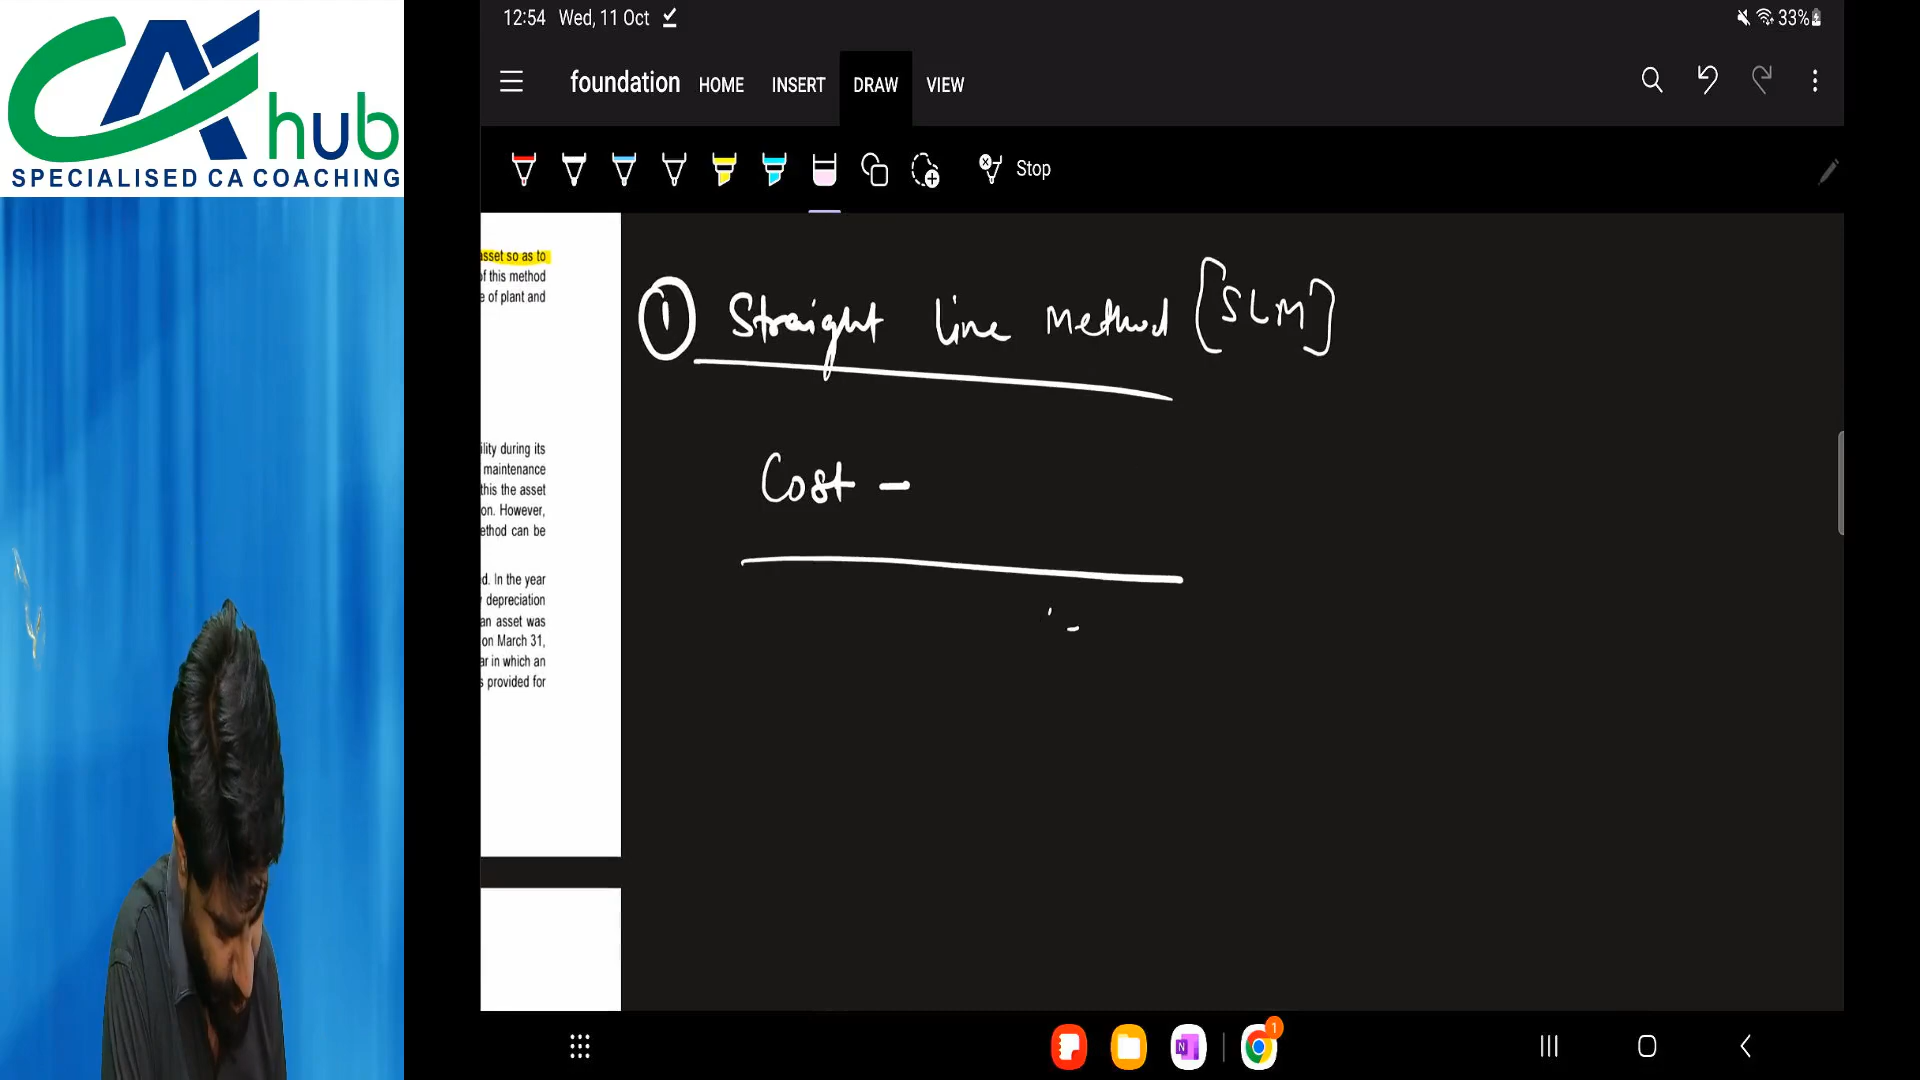 CA
hub
SPECIALISED CA COACHING
12:54 Wed, 11 Oct 33%
foundation HOME INSERT DRAW VIEW
Stop
asset so as to
of this method
e of plant and
ility during its
maintenance
this the asset
on. However,
ethod can be
d. In the year
depreciation
an asset was
on March 31,
ar in which an
s provided for
① Straight Line Method [SLM]
Cost -
1